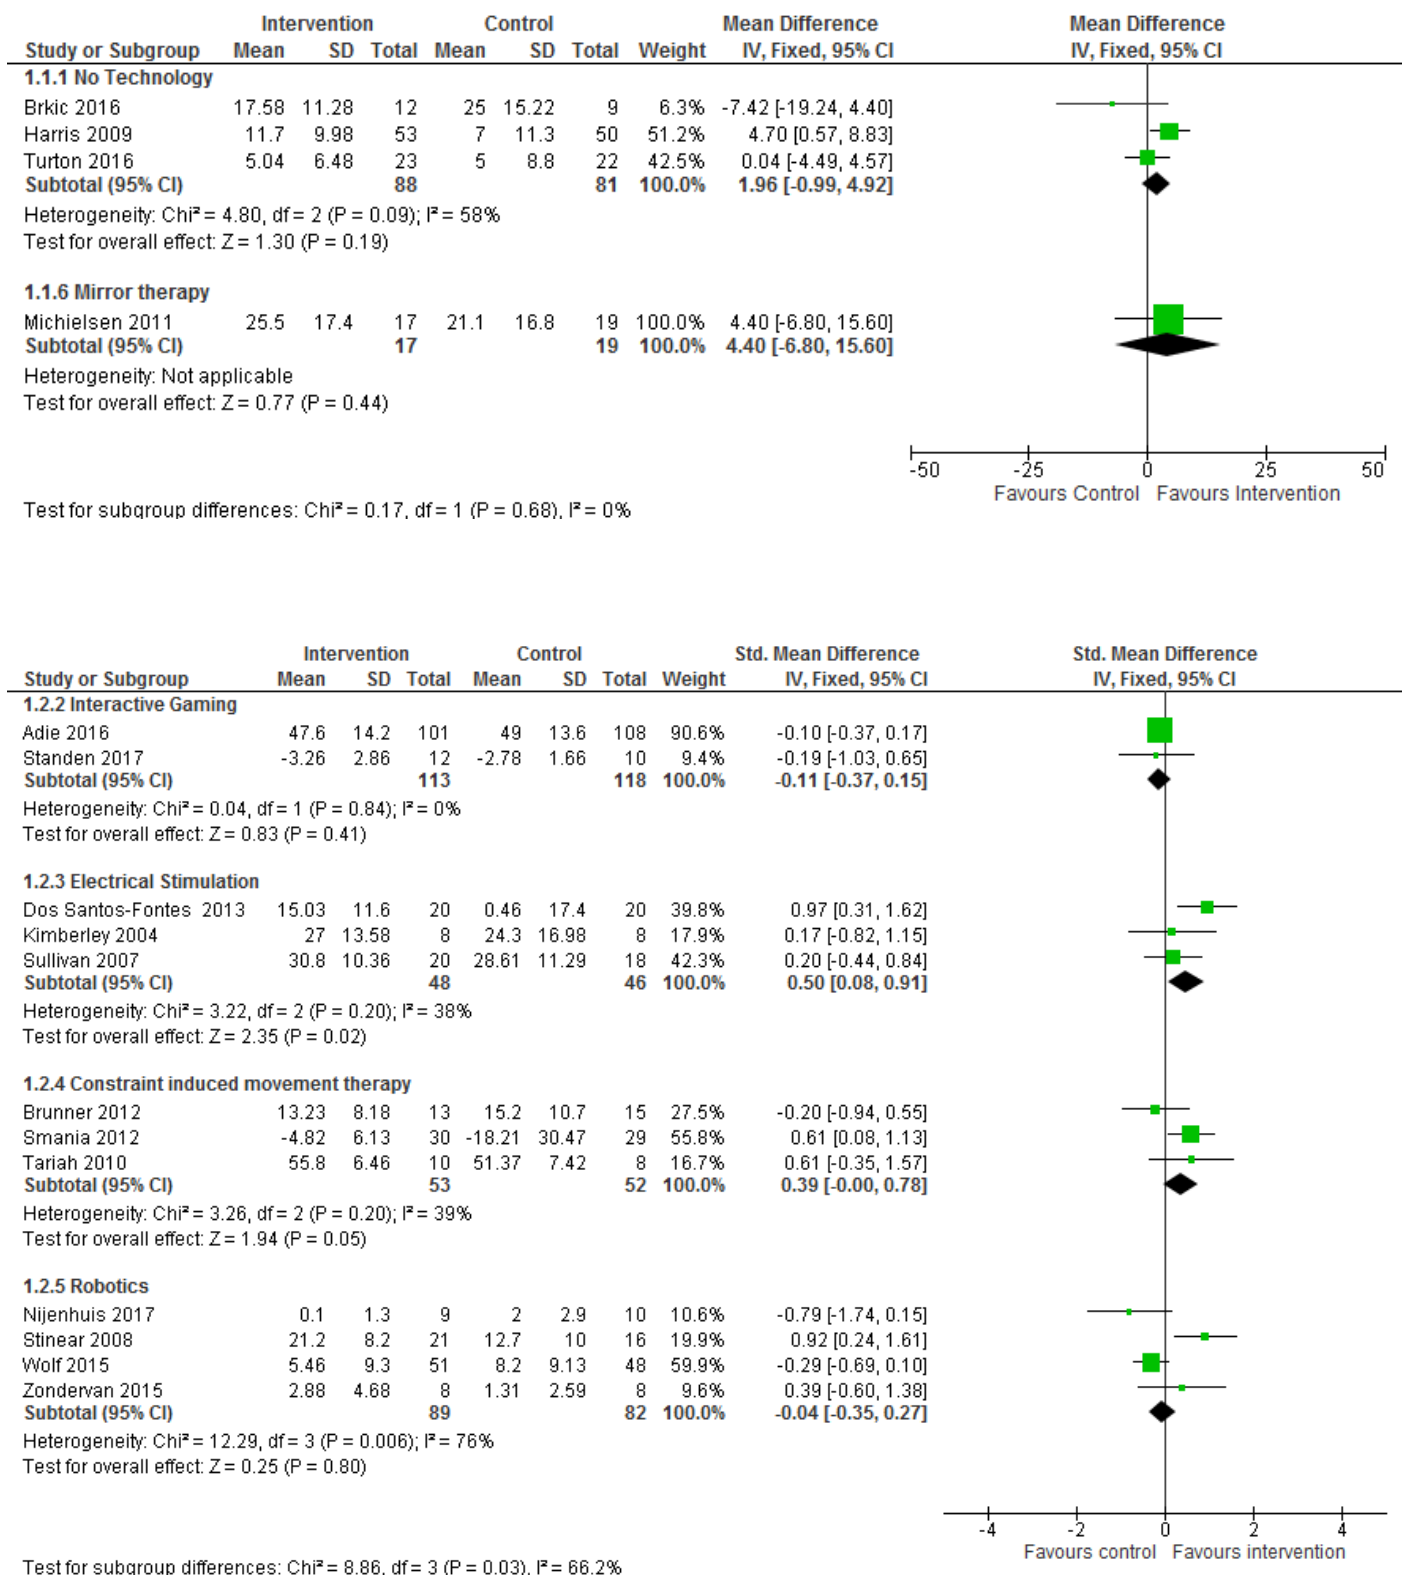 Intervention Control Mean Difference Mean Difference
Study or Subgroup Mean SD Total Mean SD Total Weight IV, Fixed, 95% CI IV, Fixed, 95% CI
1.1.1 No Technology
Brkic 2016 17.58 11.28 12 25 15.22 9 6.3% -7.42 [-19.24, 4.40]
Harris 2009 11.7 9.98 53 7 11.3 50 51.2% 4.70 [0.57, 8.83]
Turton 2016 5.04 6.48 23 5 8.8 22 42.5% 0.04 [-4.49, 4.57]
Subtotal (95% CI) 88 81 100.0% 1.96 [-0.99, 4.92]
Heterogeneity: Chi² = 4.80, df = 2 (P = 0.09); I² = 58%
Test for overall effect: Z = 1.30 (P = 0.19)
1.1.6 Mirror therapy
Michielsen 2011 25.5 17.4 17 21.1 16.8 19 100.0% 4.40 [-6.80, 15.60]
Subtotal (95% CI) 17 19 100.0% 4.40 [-6.80, 15.60]
Heterogeneity: Not applicable
Test for overall effect: Z = 0.77 (P = 0.44)
-50 -25 0 25 50
Favours Control Favours Intervention
Test for subgroup differences: Chi² = 0.17, df = 1 (P = 0.68), I² = 0%
Intervention Control Std. Mean Difference Std. Mean Difference
Study or Subgroup Mean SD Total Mean SD Total Weight IV, Fixed, 95% CI IV, Fixed, 95% CI
1.2.2 Interactive Gaming
Adie 2016 47.6 14.2 101 49 13.6 108 90.6% -0.10 [-0.37, 0.17]
Standen 2017 -3.26 2.86 12 -2.78 1.66 10 9.4% -0.19 [-1.03, 0.65]
Subtotal (95% CI) 113 118 100.0% -0.11 [-0.37, 0.15]
Heterogeneity: Chi² = 0.04, df = 1 (P = 0.84); I² = 0%
Test for overall effect: Z = 0.83 (P = 0.41)
1.2.3 Electrical Stimulation
Dos Santos-Fontes 2013 15.03 11.6 20 0.46 17.4 20 39.8% 0.97 [0.31, 1.62]
Kimberley 2004 27 13.58 8 24.3 16.98 8 17.9% 0.17 [-0.82, 1.15]
Sullivan 2007 30.8 10.36 20 28.61 11.29 18 42.3% 0.20 [-0.44, 0.84]
Subtotal (95% CI) 48 46 100.0% 0.50 [0.08, 0.91]
Heterogeneity: Chi² = 3.22, df = 2 (P = 0.20); I² = 38%
Test for overall effect: Z = 2.35 (P = 0.02)
1.2.4 Constraint induced movement therapy
Brunner 2012 13.23 8.18 13 15.2 10.7 15 27.5% -0.20 [-0.94, 0.55]
Smania 2012 -4.82 6.13 30 -18.21 30.47 29 55.8% 0.61 [0.08, 1.13]
Tariah 2010 55.8 6.46 10 51.37 7.42 8 16.7% 0.61 [-0.35, 1.57]
Subtotal (95% CI) 53 52 100.0% 0.39 [-0.00, 0.78]
Heterogeneity: Chi² = 3.26, df = 2 (P = 0.20); I² = 39%
Test for overall effect: Z = 1.94 (P = 0.05)
1.2.5 Robotics
Nijenhuis 2017 0.1 1.3 9 2 2.9 10 10.6% -0.79 [-1.74, 0.15]
Stinear 2008 21.2 8.2 21 12.7 10 16 19.9% 0.92 [0.24, 1.61]
Wolf 2015 5.46 9.3 51 8.2 9.13 48 59.9% -0.29 [-0.69, 0.10]
Zondervan 2015 2.88 4.68 8 1.31 2.59 8 9.6% 0.39 [-0.60, 1.38]
Subtotal (95% CI) 89 82 100.0% -0.04 [-0.35, 0.27]
Heterogeneity: Chi² = 12.29, df = 3 (P = 0.006); I² = 76%
Test for overall effect: Z = 0.25 (P = 0.80)
-4 -2 0 2 4
Favours control Favours intervention
Test for subgroup differences: Chi² = 8.86, df = 3 (P = 0.03), I² = 66.2%